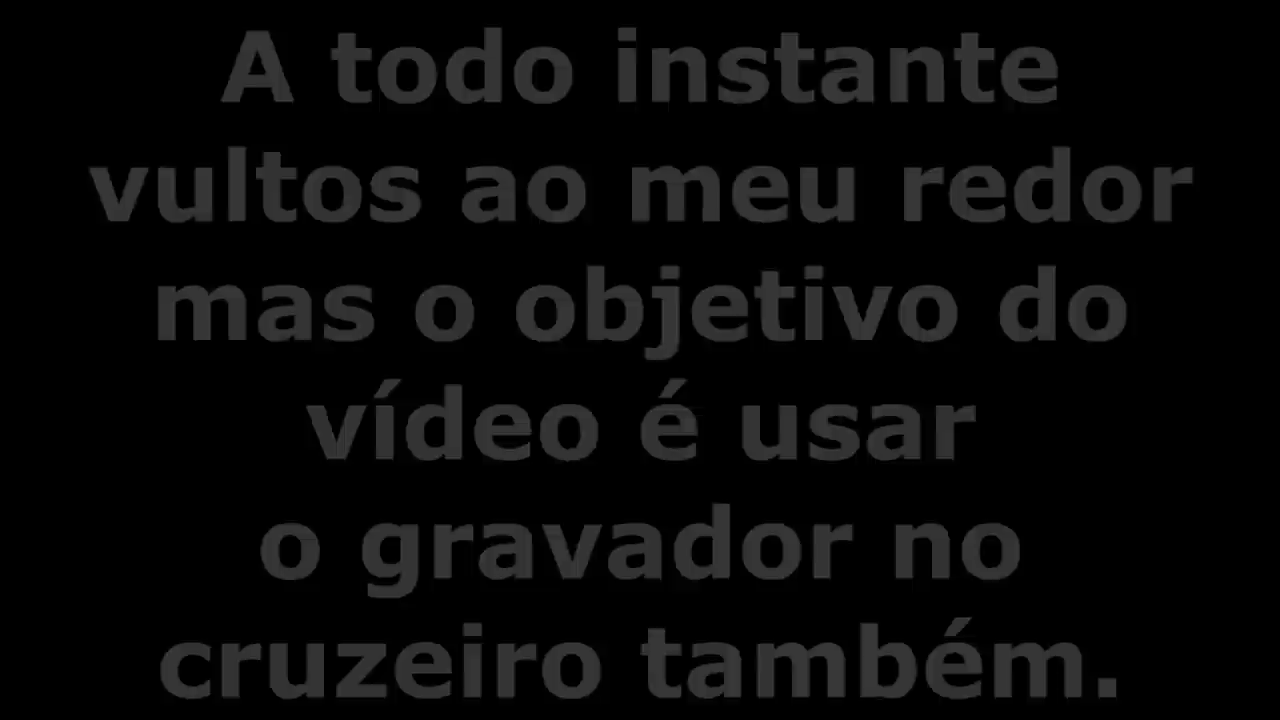 A todo instante
vultos ao meu redor
mas o objetivo do
vídeo é usar
o gravador no
cruzeiro também.